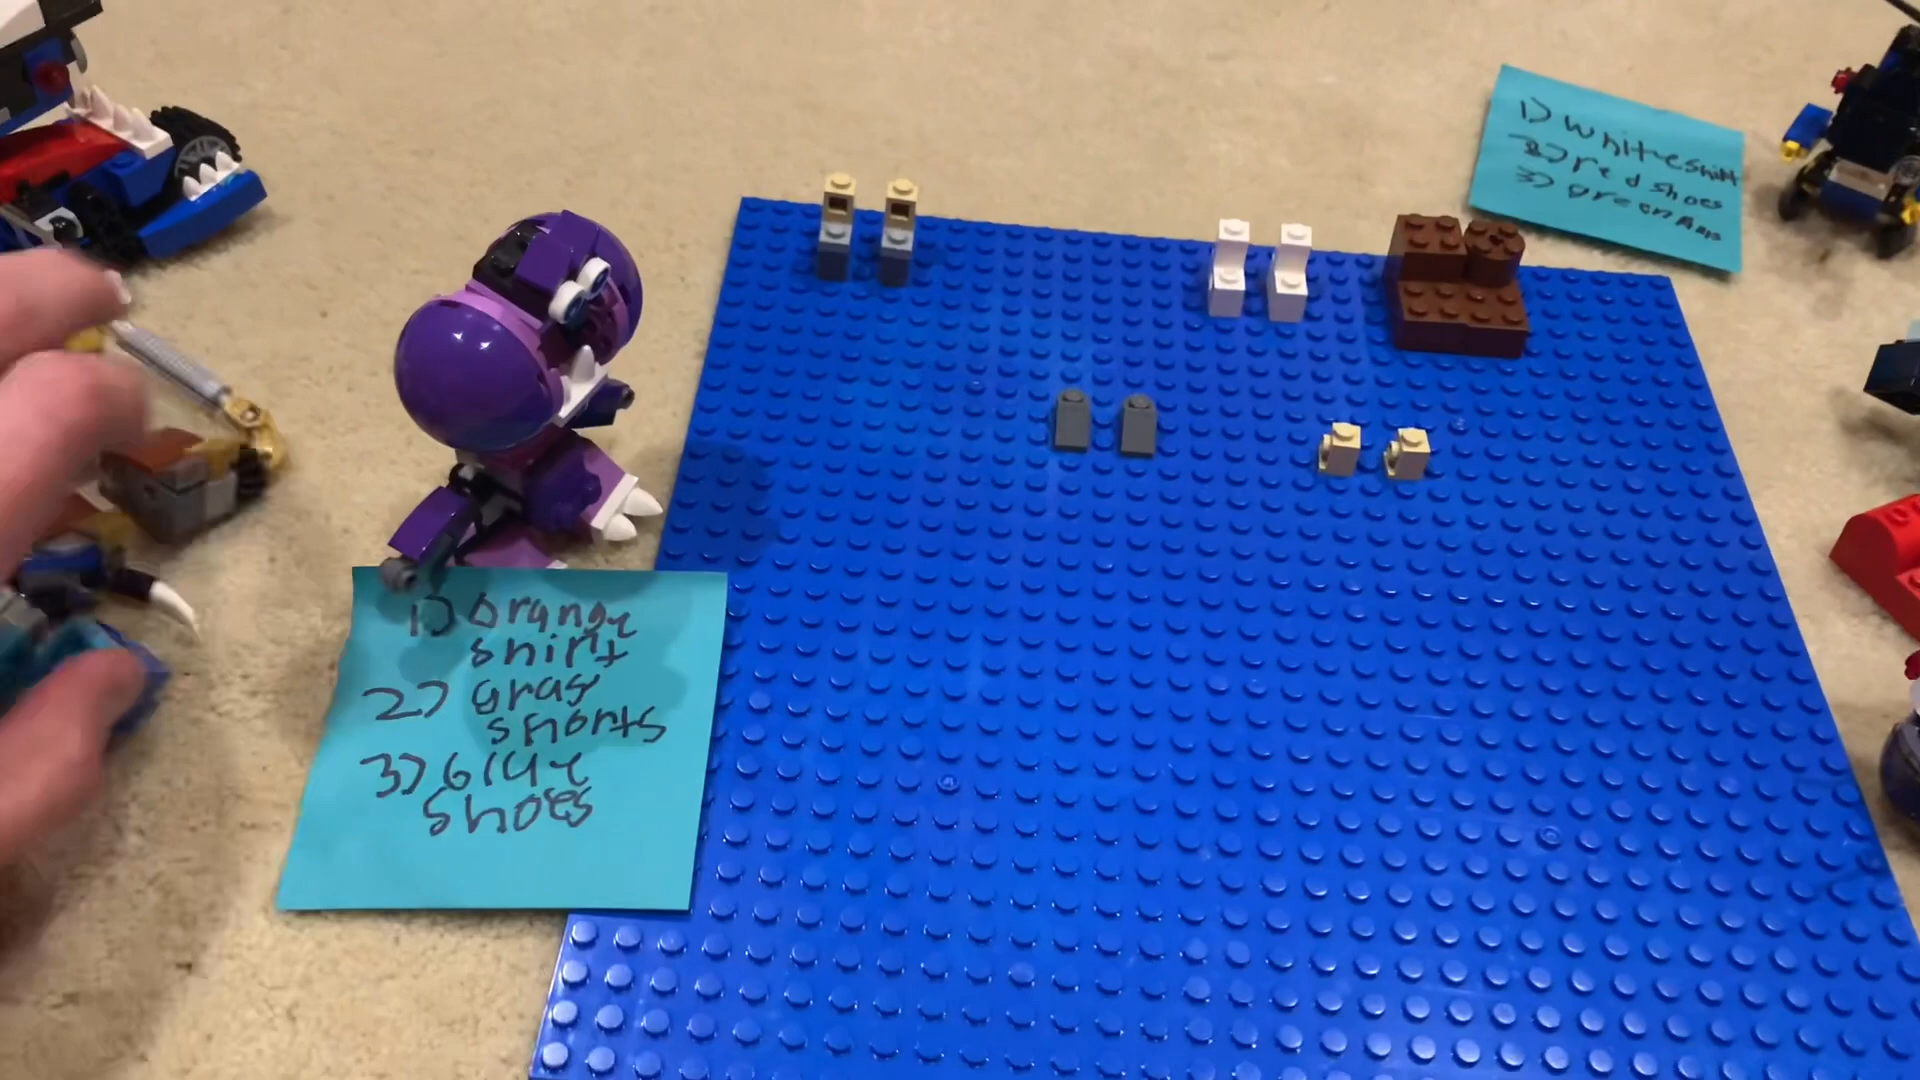 1) Orange
shirt
2) gray
shorts
3) blue
shoes
1) white shirt
2) red shoes
3) green